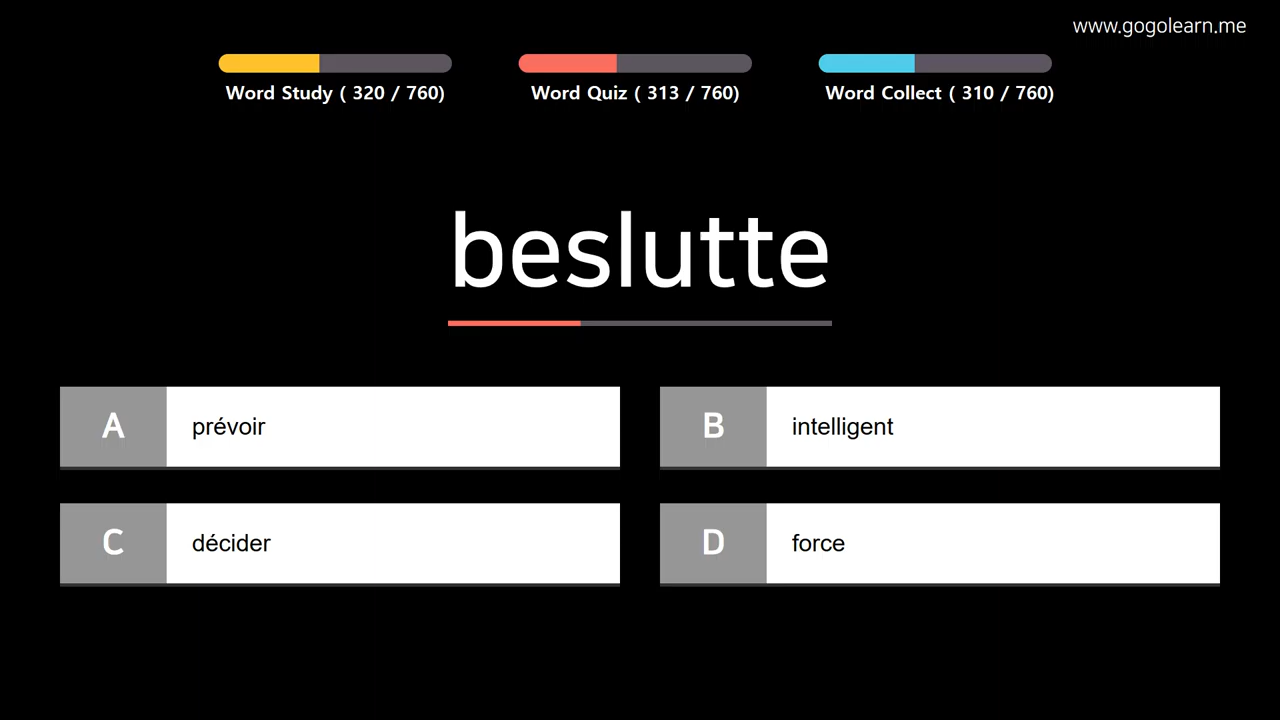 www.gogolearn.me
Word Study ( 320 / 760)
Word Quiz ( 313 / 760)
Word Collect ( 310 / 760)
beslutte
A prévoir
B intelligent
C décider
D force